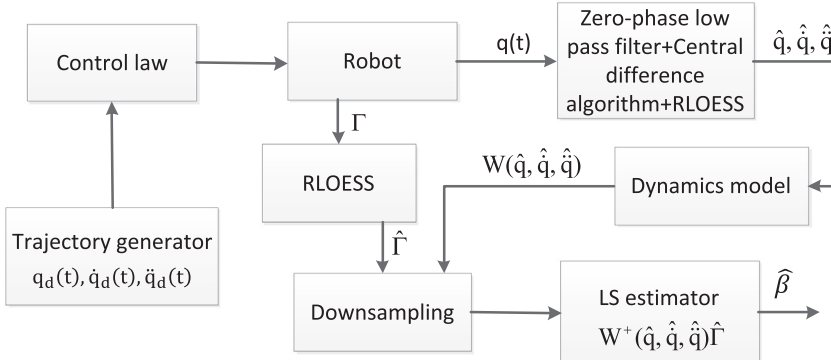 Control law
Robot
q(t)
Zero-phase low
pass filter+Central
difference
algorithm+RLOESS
q̂, q̇̂, q̈̂
Γ
RLOESS
W(q̂, q̇̂, q̈̂)
Dynamics model
Trajectory generator
q_d(t), q̇_d(t), q̈_d(t)
Γ̂
Downsampling
LS estimator
W⁺(q̂, q̇̂, q̈̂)Γ̂
β̂